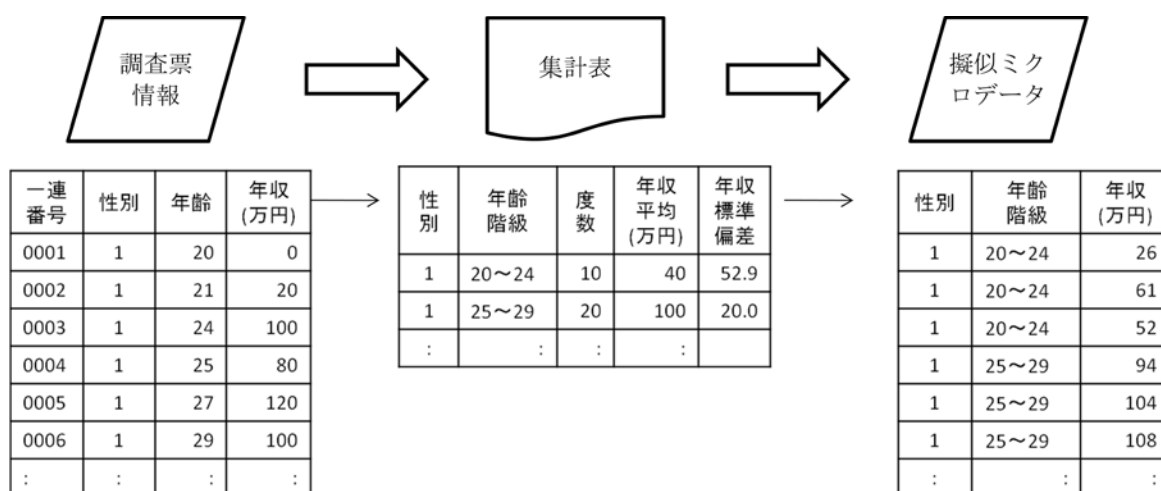 調査票
情報
集計表
擬似ミク
ロデータ
一連
番号 性別 年齢 年収
(万円)
0001 1 20 0
0002 1 21 20
0003 1 24 100
0004 1 25 80
0005 1 27 120
0006 1 29 100
: : : :
性
別 年齢
階級 度
数 年収
平均
(万円) 年収
標準
偏差
1 20～24 10 40 52.9
1 25～29 20 100 20.0
: : : :
性別 年齢
階級 年収
(万円)
1 20～24 26
1 20～24 61
1 20～24 52
1 25～29 94
1 25～29 104
1 25～29 108
: : :